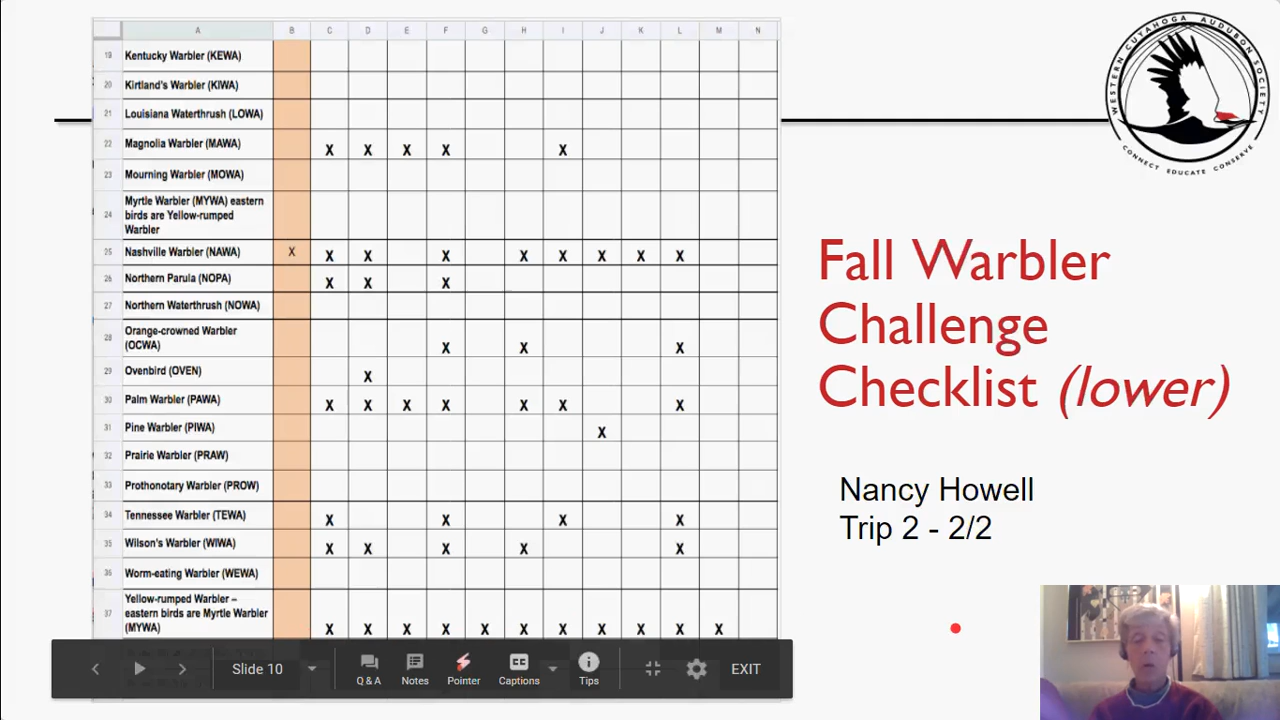 A B C D E F G H I J K L M N
19 Kentucky Warbler (KEWA)
20 Kirtland's Warbler (KIWA)
21 Louisiana Waterthrush (LOWA)
22 Magnolia Warbler (MAWA) X X X X X
23 Mourning Warbler (MOWA)
24 Myrtle Warbler (MYWA) eastern
birds are Yellow-rumped
Warbler
25 Nashville Warbler (NAWA) X X X X X X X X X
26 Northern Parula (NOPA) X X X
27 Northern Waterthrush (NOWA)
28 Orange-crowned Warbler
(OCWA) X X X
29 Ovenbird (OVEN) X
30 Palm Warbler (PAWA) X X X X X X X
31 Pine Warbler (PIWA) X
32 Prairie Warbler (PRAW)
33 Prothonotary Warbler (PROW)
34 Tennessee Warbler (TEWA) X X X X
35 Wilson's Warbler (WIWA) X X X X X
36 Worm-eating Warbler (WEWA)
37 Yellow-rumped Warbler –
eastern birds are Myrtle Warbler
(MYWA) X X X X X X X X X X X
WESTERN CUYAHOGA AUDUBON SOCIETY
CONNECT EDUCATE CONSERVE
Fall Warbler
Challenge
Checklist (lower)
Nancy Howell
Trip 2 - 2/2
Slide 10
Q & A Notes Pointer CC Captions Tips EXIT